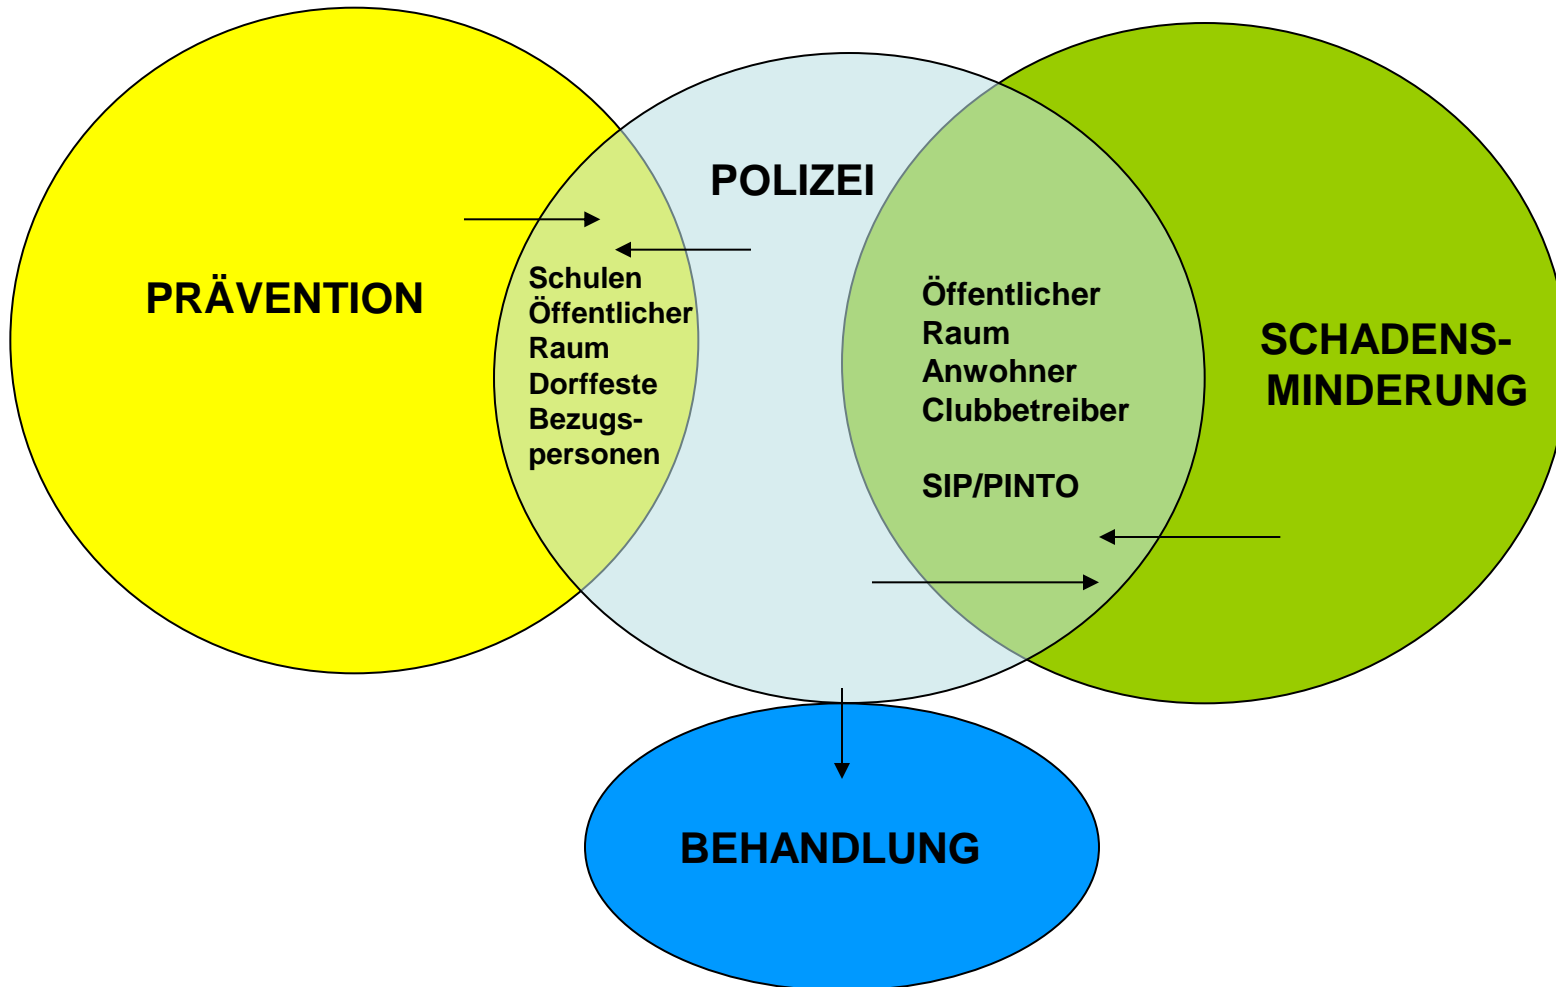 POLIZEI
PRÄVENTION
Schulen
Öffentlicher
Raum
Dorffeste
Bezugs-
personen
Öffentlicher
Raum
Anwohner
Clubbetreiber
SIP/PINTO
SCHADENS-
MINDERUNG
BEHANDLUNG